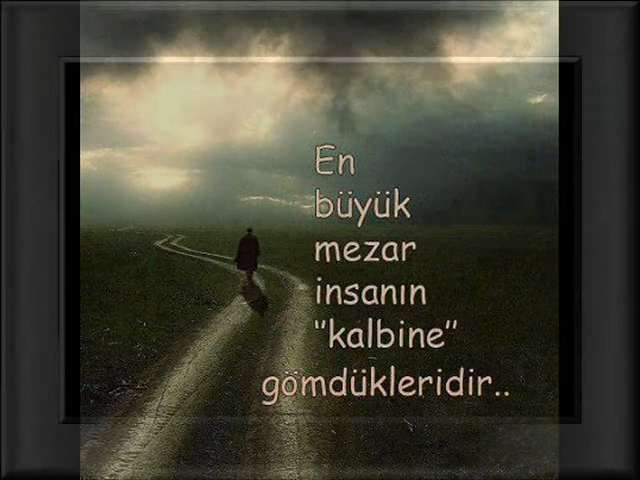 En
büyük
mezar
insanın
‘’kalbine’’
gömdükleridir..